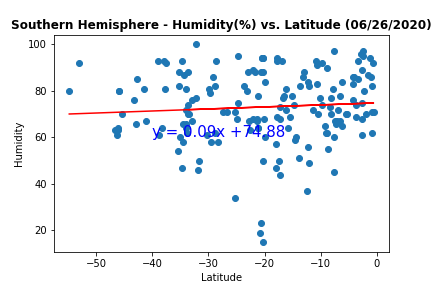 Southern Hemisphere - Humidity(%) vs. Latitude (06/26/2020)
100
80
60
40
20
Humidity
y = 0.09x +74.88
−50
−40
−30
−20
−10
0
Latitude